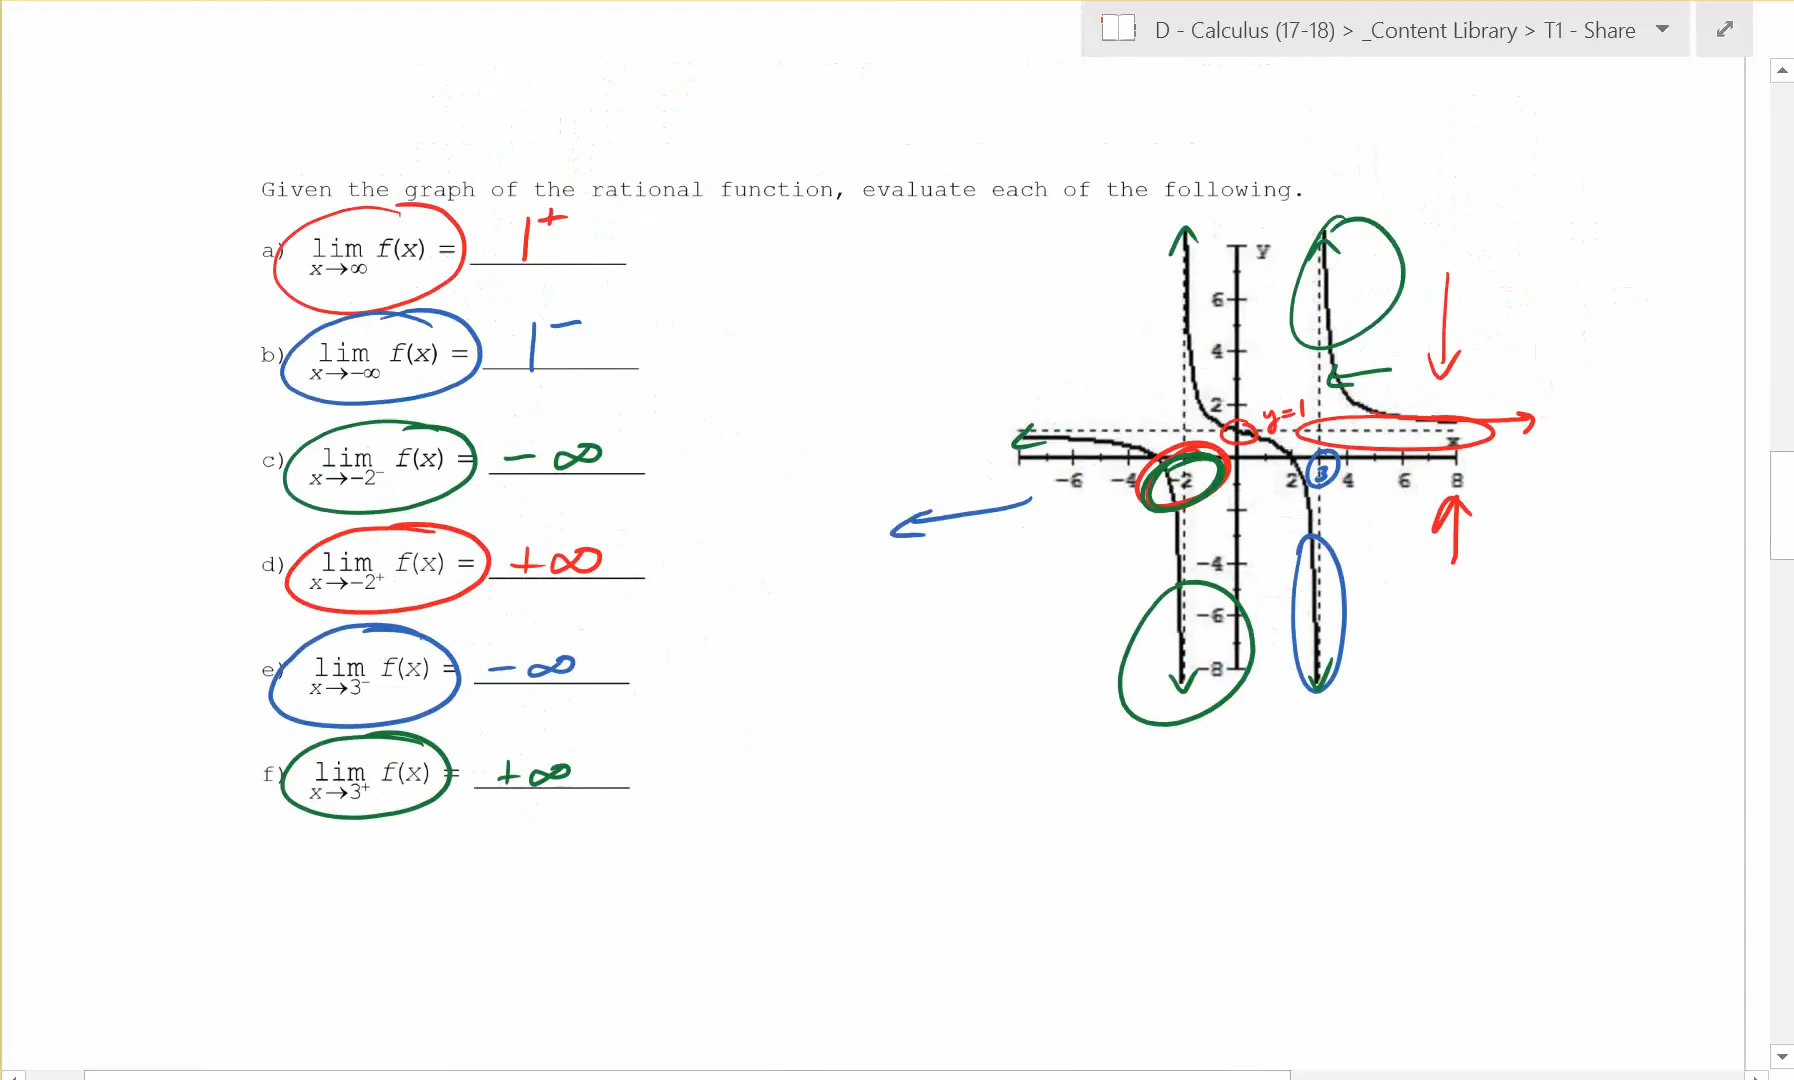 D - Calculus (17-18) > _Content Library > T1 - Share
Given the graph of the rational function, evaluate each of the following.
a) lim f(x) = 1⁺
x→∞
b) lim f(x) = 1⁻
x→-∞
c) lim f(x) = -∞
x→-2⁻
d) lim f(x) = +∞
x→-2⁺
e) lim f(x) = -∞
x→3⁻
f) lim f(x) = +∞
x→3⁺
Y
6
4
2
y=1
x
-6 -4 -2 2 3 4 6 8
-4
-6
-8